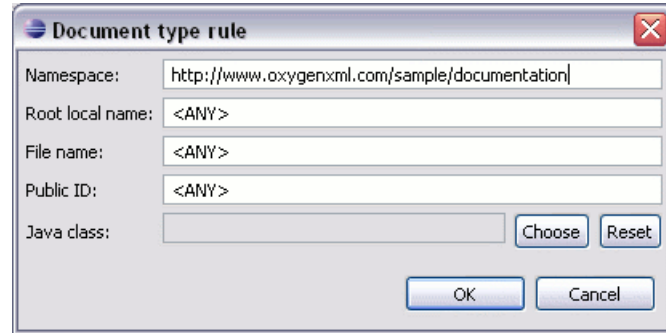 Document type rule
Namespace: http://www.oxygenxml.com/sample/documentation
Root local name: <ANY>
File name: <ANY>
Public ID: <ANY>
Java class: Choose Reset
OK Cancel